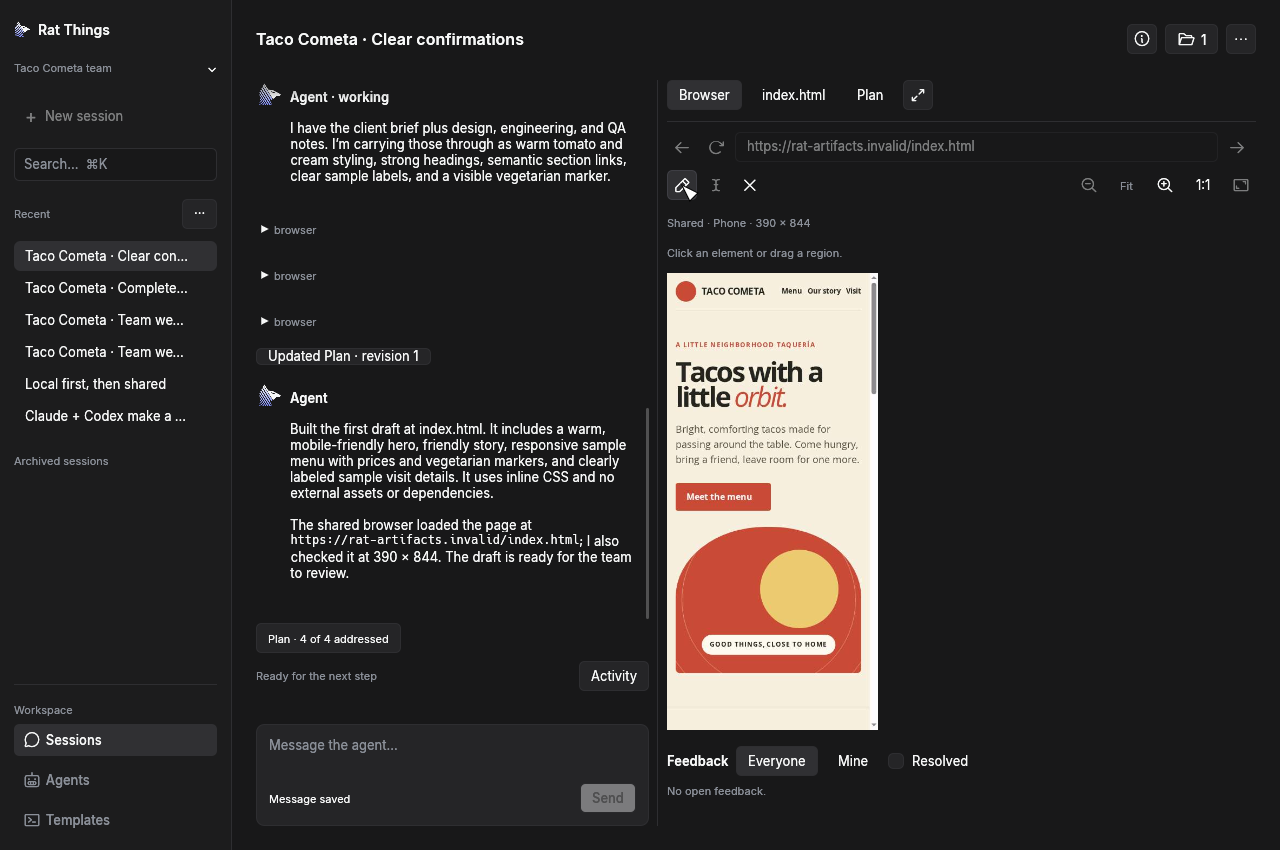 Rat Things
Taco Cometa team
+ New session
Search... ⌘K
Recent
...
Taco Cometa · Clear con...
Taco Cometa · Complete...
Taco Cometa · Team we...
Taco Cometa · Team we...
Local first, then shared
Claude + Codex make a ...
Archived sessions
Workspace
Sessions
Agents
Templates
Taco Cometa · Clear confirmations
1
...
Agent · working
I have the client brief plus design, engineering, and QA
notes. I'm carrying those through as warm tomato and
cream styling, strong headings, semantic section links,
clear sample labels, and a visible vegetarian marker.
browser
browser
browser
Updated Plan · revision 1
Agent
Built the first draft at index.html. It includes a warm,
mobile-friendly hero, friendly story, responsive sample
menu with prices and vegetarian markers, and clearly
labeled sample visit details. It uses inline CSS and no
external assets or dependencies.
The shared browser loaded the page at
https://rat-artifacts.invalid/index.html; I also
checked it at 390 × 844. The draft is ready for the team
to review.
Plan · 4 of 4 addressed
Ready for the next step
Activity
Message the agent...
Message saved
Send
Browser
index.html
Plan
https://rat-artifacts.invalid/index.html
Fit
1:1
Shared · Phone · 390 × 844
Click an element or drag a region.
TACO COMETA
Menu Our story Visit
A LITTLE NEIGHBORHOOD TAQUERÍA
Tacos with a
little orbit.
Bright, comforting tacos made for
passing around the table. Come hungry,
bring a friend, leave room for one more.
Meet the menu
GOOD THINGS, CLOSE TO HOME
Feedback
Everyone
Mine
Resolved
No open feedback.